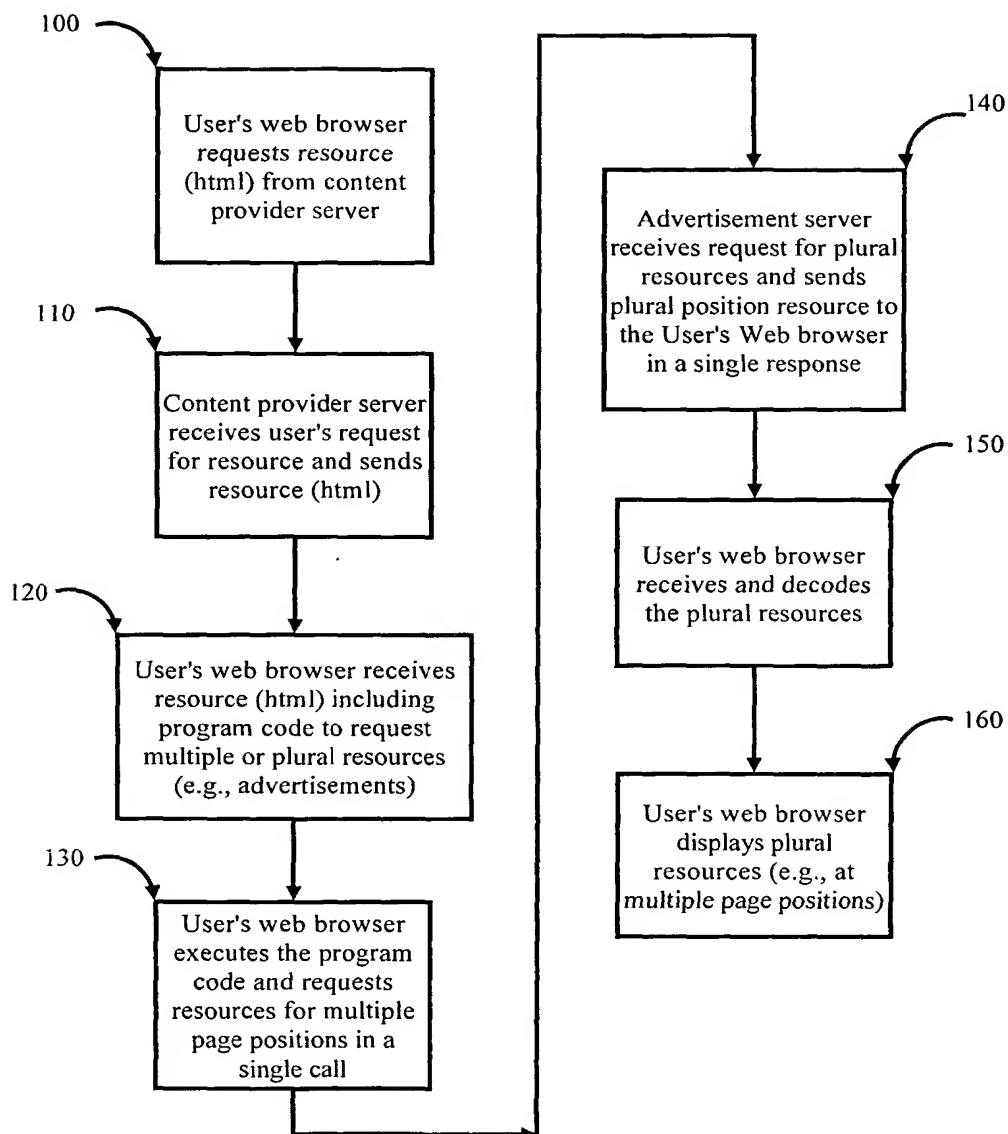 100
User's web browser
requests resource
(html) from content
provider server
110
Content provider server
receives user's request
for resource and sends
resource (html)
120
User's web browser receives
resource (html) including
program code to request
multiple or plural resources
(e.g., advertisements)
130
User's web browser
executes the program
code and requests
resources for multiple
page positions in a
single call
140
Advertisement server
receives request for plural
resources and sends
plural position resource to
the User's Web browser
in a single response
150
User's web browser
receives and decodes
the plural resources
160
User's web browser
displays plural
resources (e.g., at
multiple page positions)